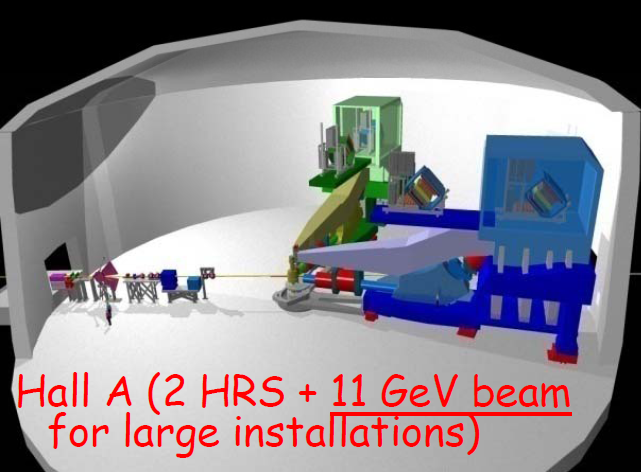 Hall A (2 HRS + 11 GeV beam
for large installations)